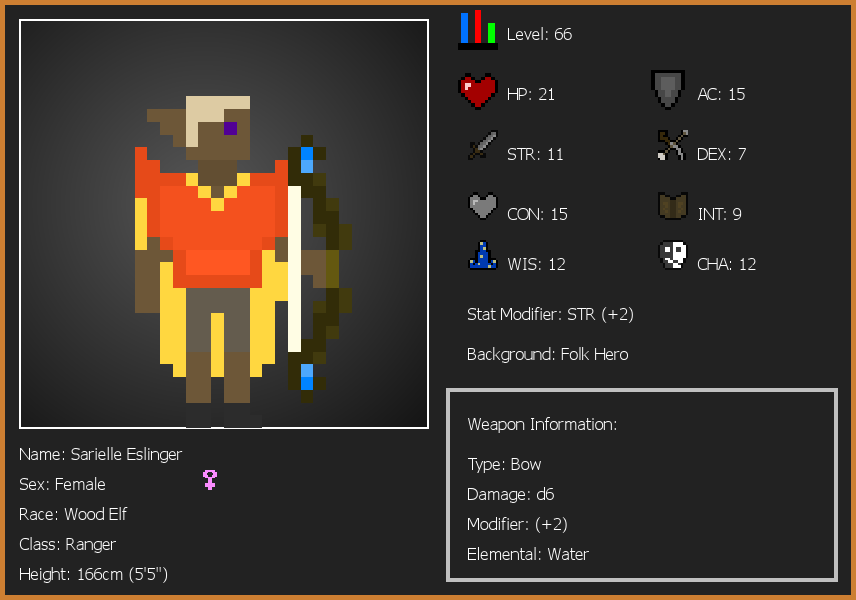 Level: 66
HP: 21
AC: 15
STR: 11
DEX: 7
CON: 15
INT: 9
WIS: 12
CHA: 12
Stat Modifier: STR (+2)
Background: Folk Hero
Weapon Information:
Type: Bow
Damage: d6
Modifier: (+2)
Elemental: Water
Name: Sarielle Eslinger
Sex: Female
Race: Wood Elf
Class: Ranger
Height: 166cm (5'5")